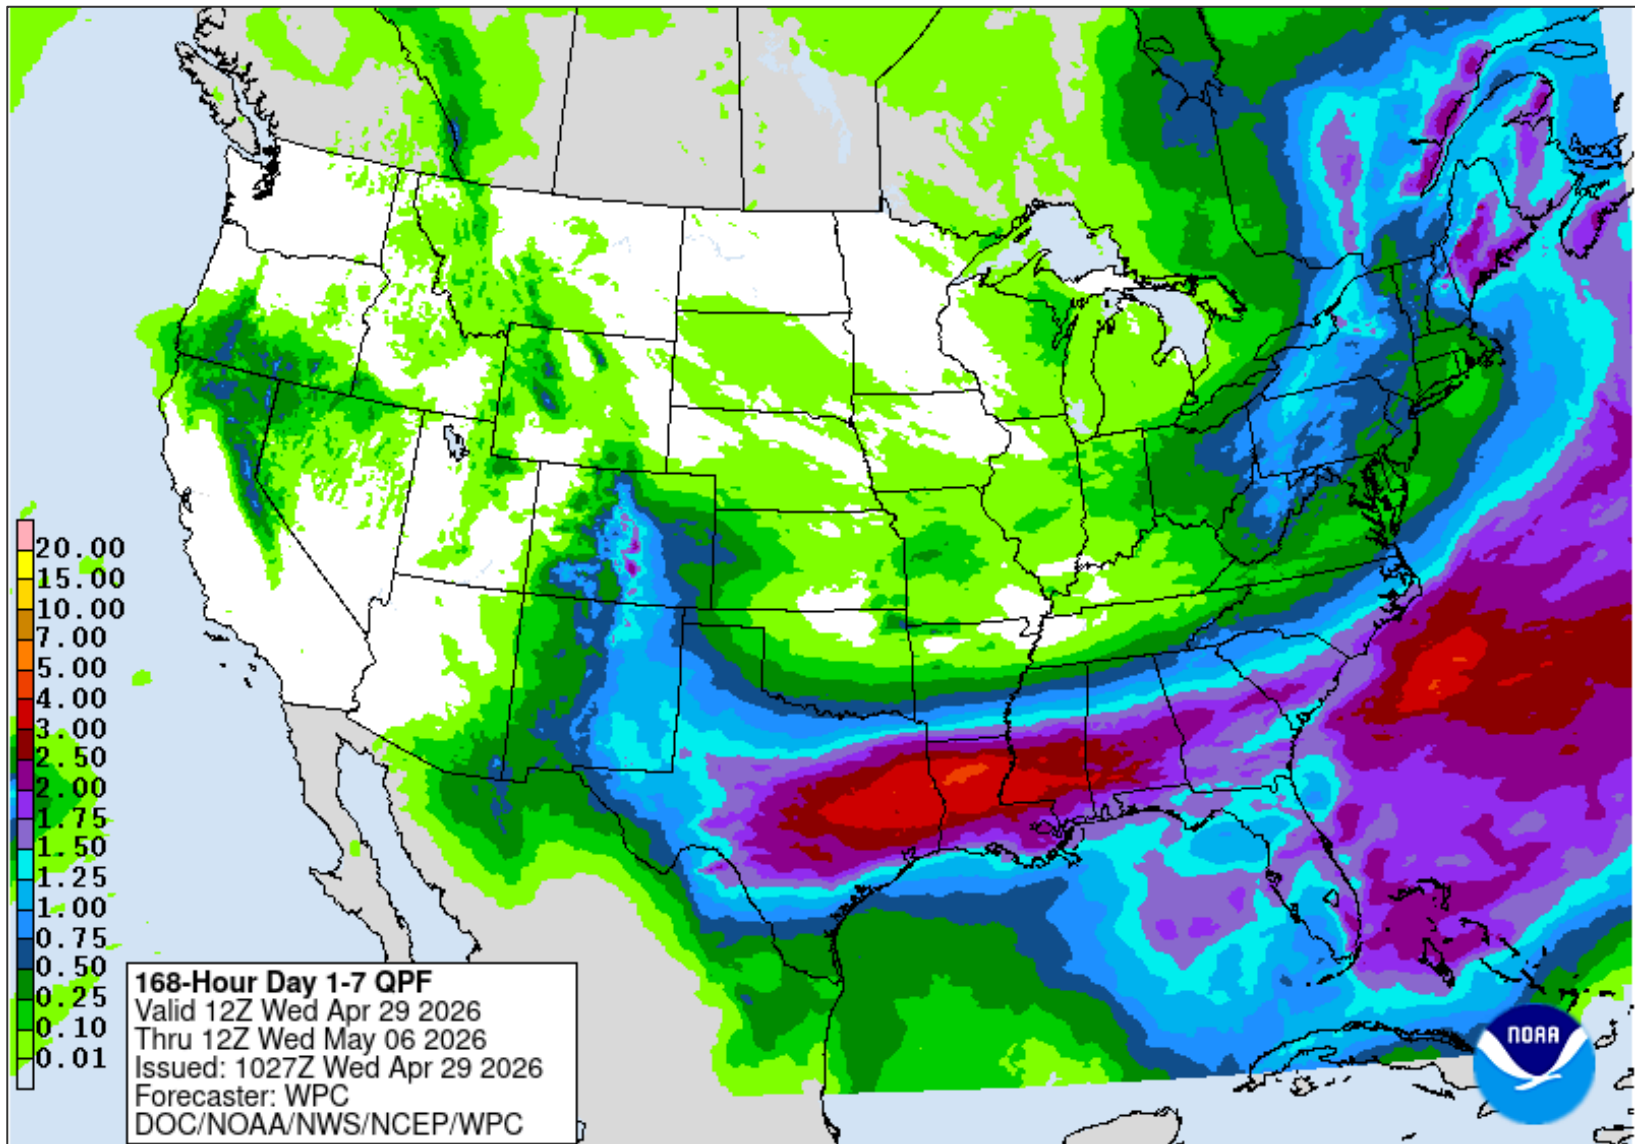 20.00
15.00
10.00
7.00
5.00
4.00
3.00
2.50
2.00
1.75
1.50
1.25
1.00
0.75
0.50
0.25
0.10
0.01
168-Hour Day 1-7 QPF
Valid 12Z Wed Apr 29 2026
Thru 12Z Wed May 06 2026
Issued: 1027Z Wed Apr 29 2026
Forecaster: WPC
DOC/NOAA/NWS/NCEP/WPC
NOAA